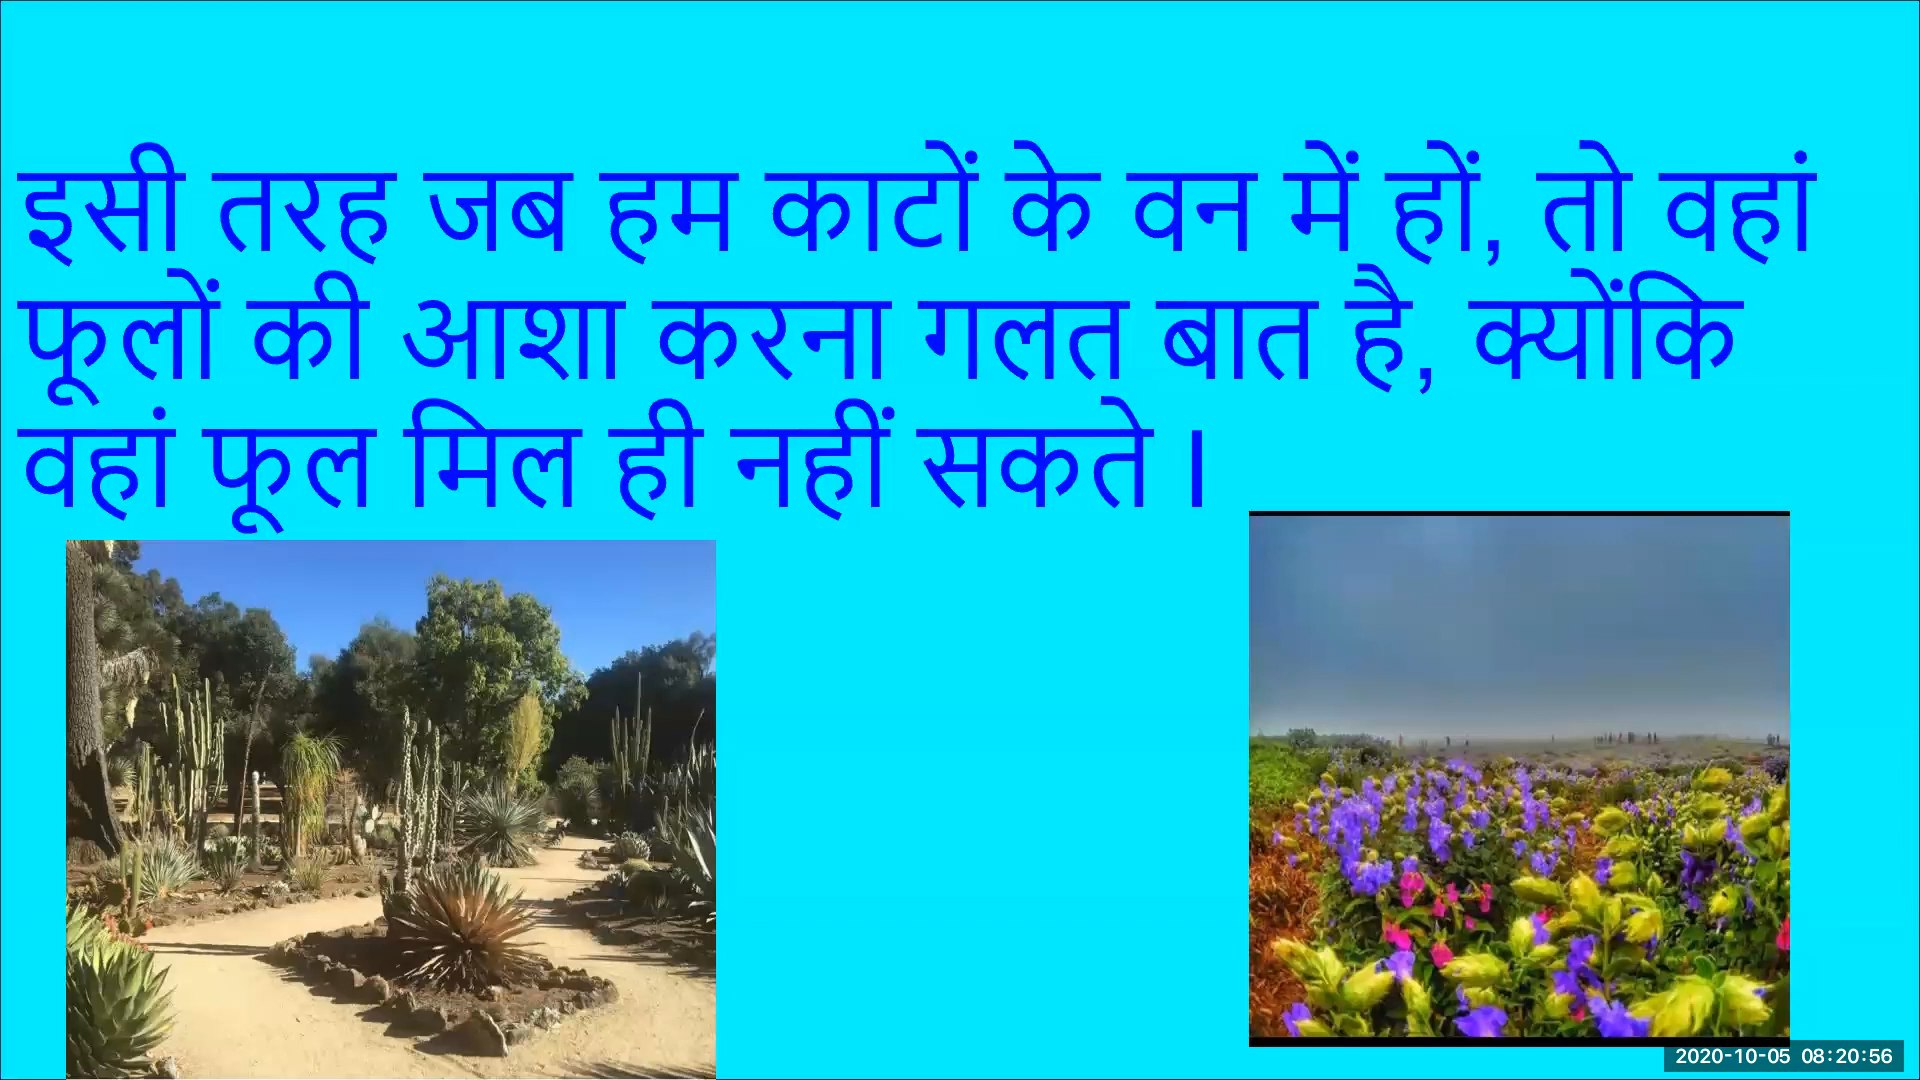 इसी तरह जब हम काटों के वन में हों, तो वहां
फूलों की आशा करना गलत बात है, क्योंकि
वहां फूल मिल ही नहीं सकते ।
2020-10-05 08:20:56